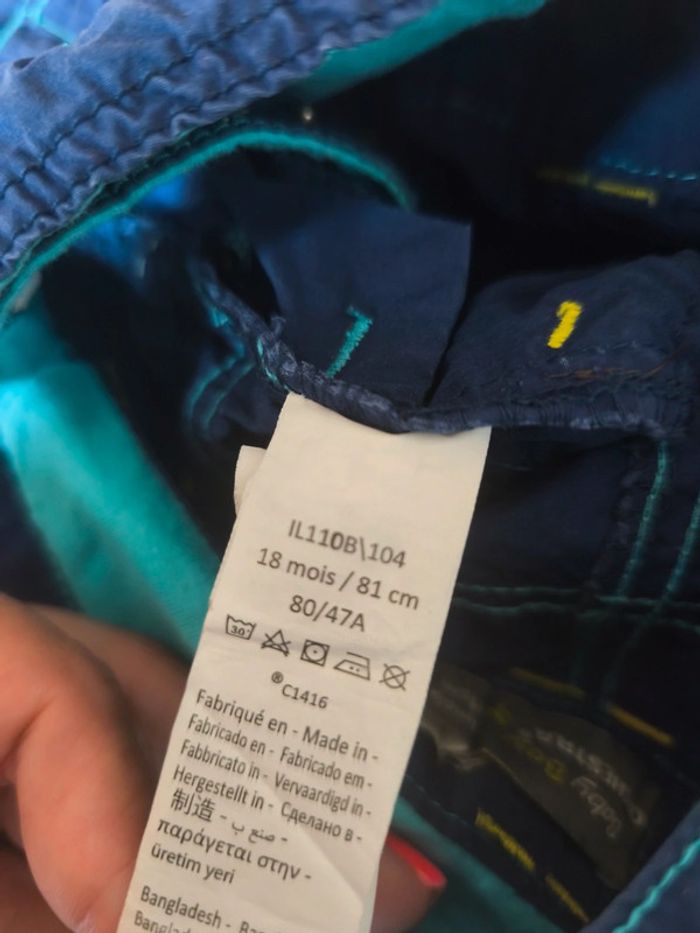 IL110B\104
18 mois / 81 cm
80/47A
30°
®C1416
Fabriqué en - Made in -
Fabricado en - Fabricado em -
Fabbricato in - Vervaardigd in -
Hergestellt in - Сделано в -
制造 - صنع ب -
παράγεται στην -
üretim yeri
Bangladesh -